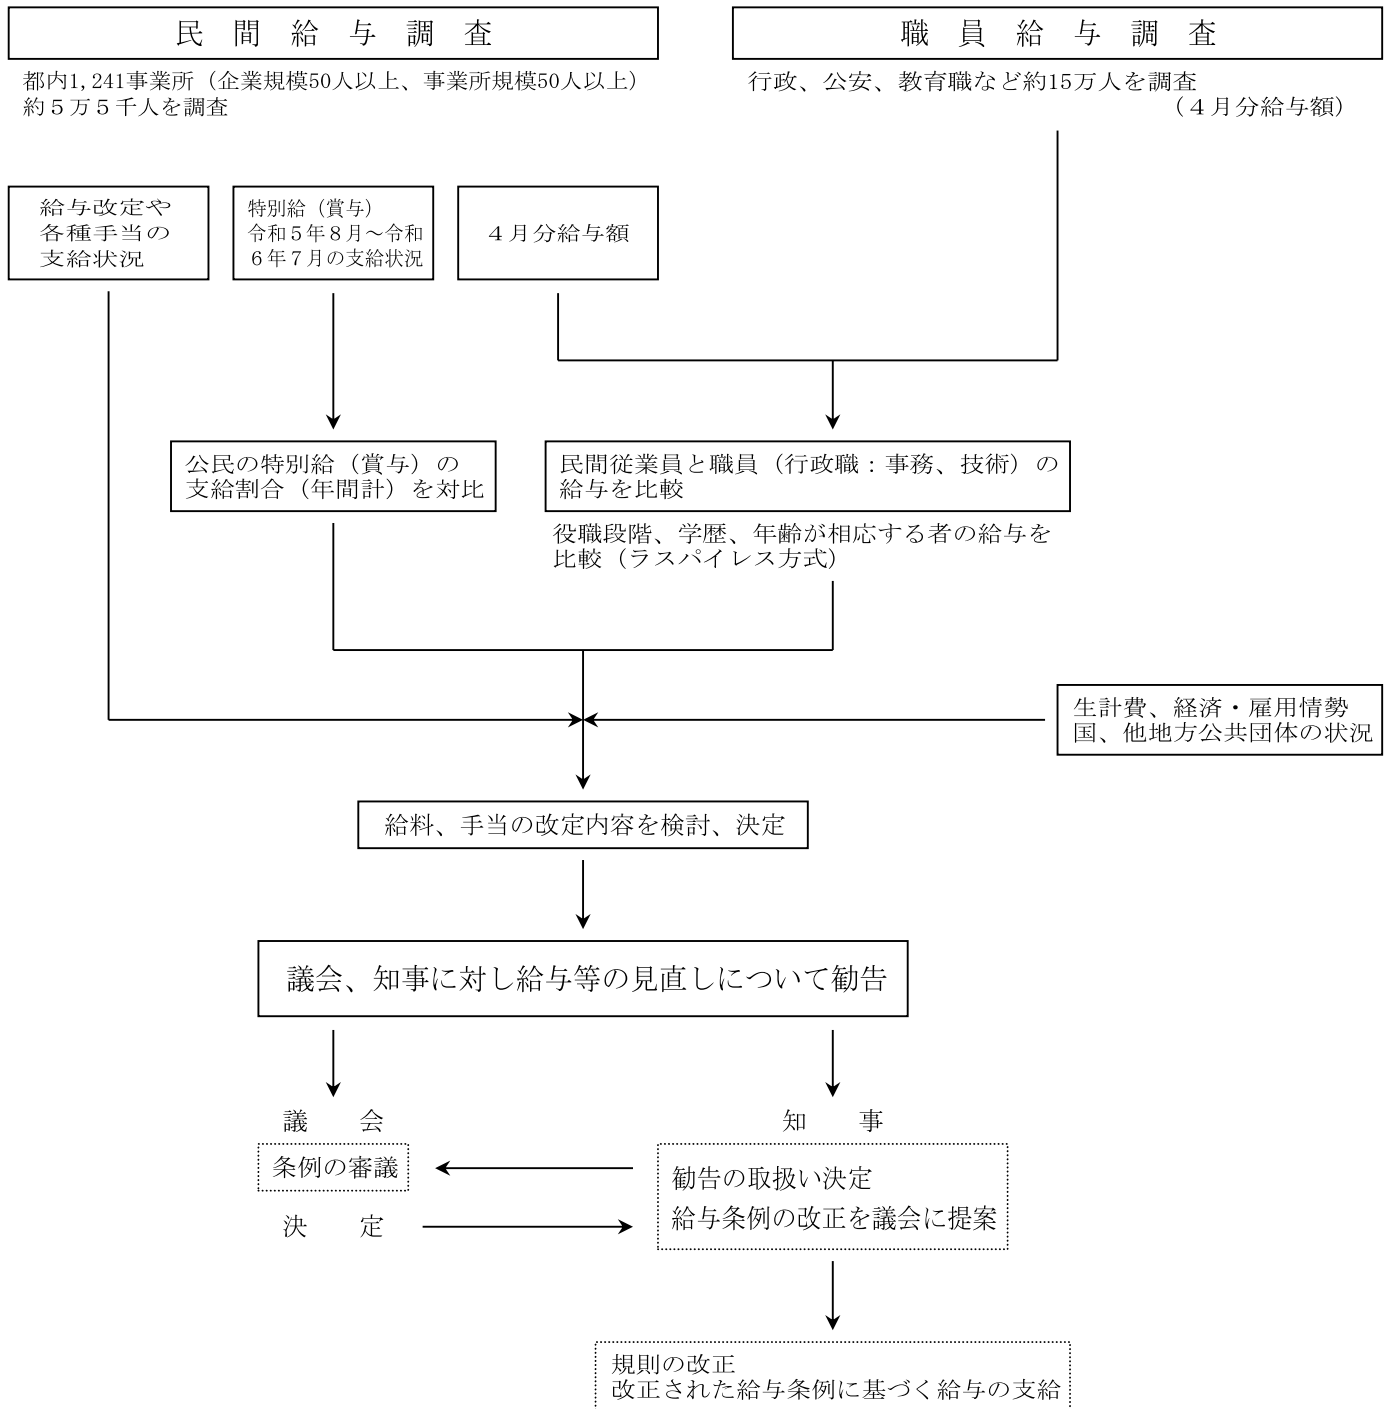 民間給与調査
都内1,241事業所（企業規模50人以上、事業所規模50人以上）
約５万５千人を調査
職員給与調査
行政、公安、教育職など約15万人を調査
（４月分給与額）
給与改定や
各種手当の
支給状況
特別給（賞与）
令和５年８月～令和
６年７月の支給状況
４月分給与額
公民の特別給（賞与）の
支給割合（年間計）を対比
民間従業員と職員（行政職：事務、技術）の
給与を比較
役職段階、学歴、年齢が相応する者の給与を
比較（ラスパイレス方式）
生計費、経済・雇用情勢
国、他地方公共団体の状況
給料、手当の改定内容を検討、決定
議会、知事に対し給与等の見直しについて勧告
議会
条例の審議
決定
知事
勧告の取扱い決定
給与条例の改正を議会に提案
規則の改正
改正された給与条例に基づく給与の支給